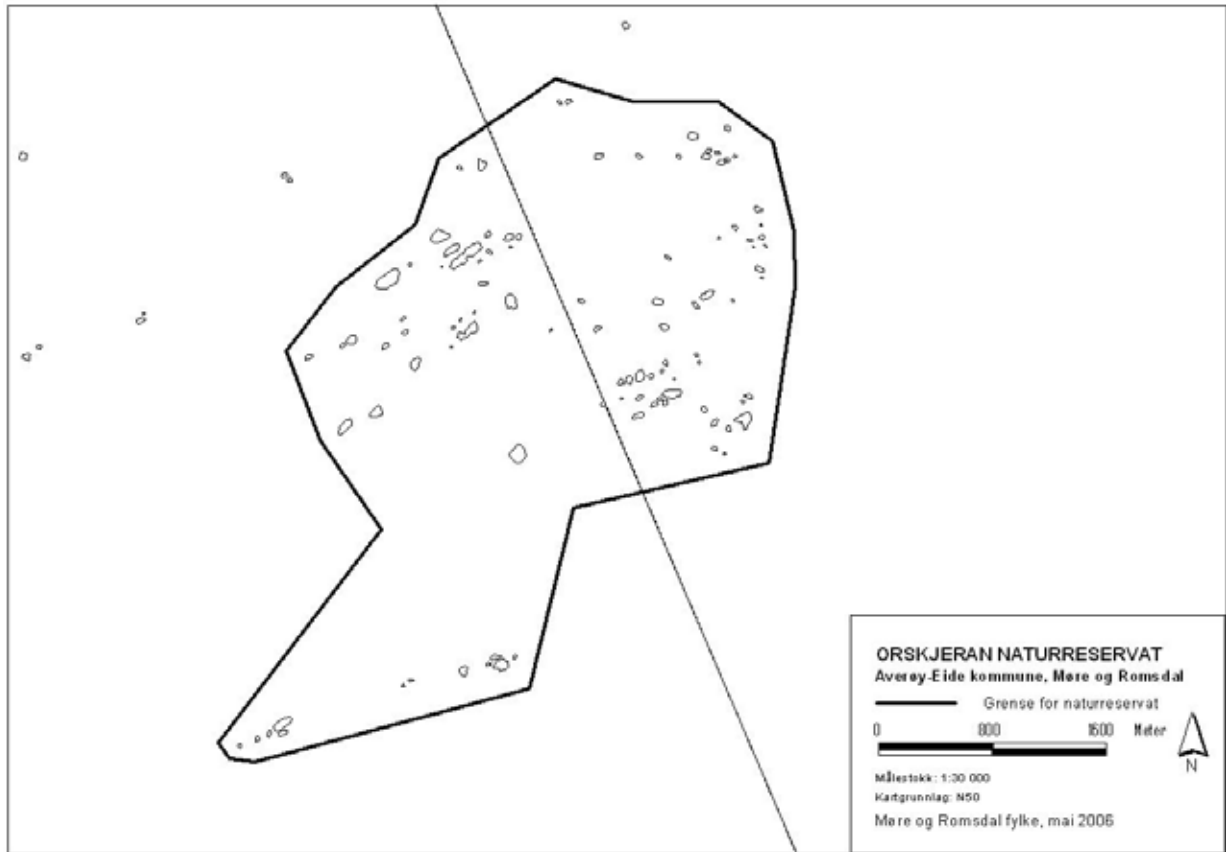 ORSKJERAN NATURRESERVAT
Averøy-Eide kommune, Møre og Romsdal
Grense for naturreservat
0 800 1600 Meter
N
Målestokk: 1:30 000
Kartgrunnlag: N50
Møre og Romsdal fylke, mai 2006